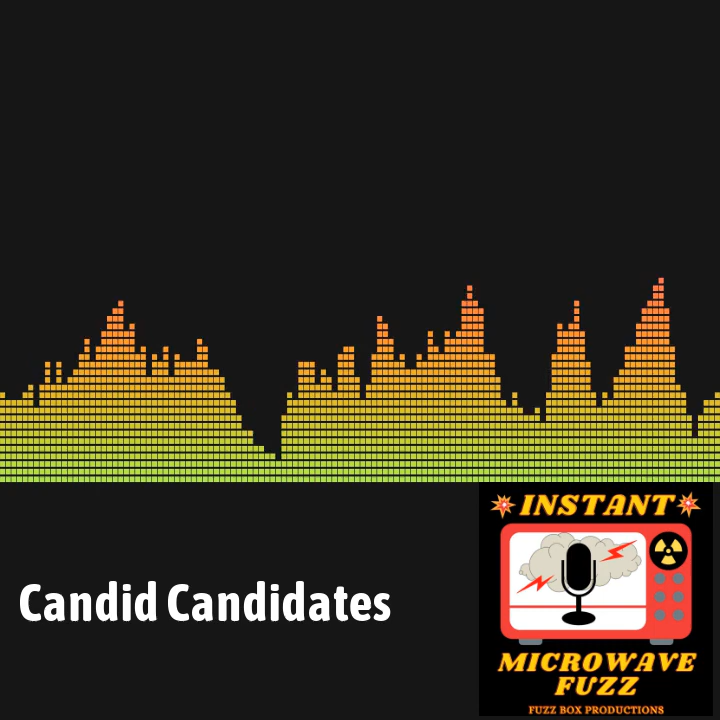 Candid Candidates
INSTANT
MICROWAVE
FUZZ
FUZZ BOX PRODUCTIONS